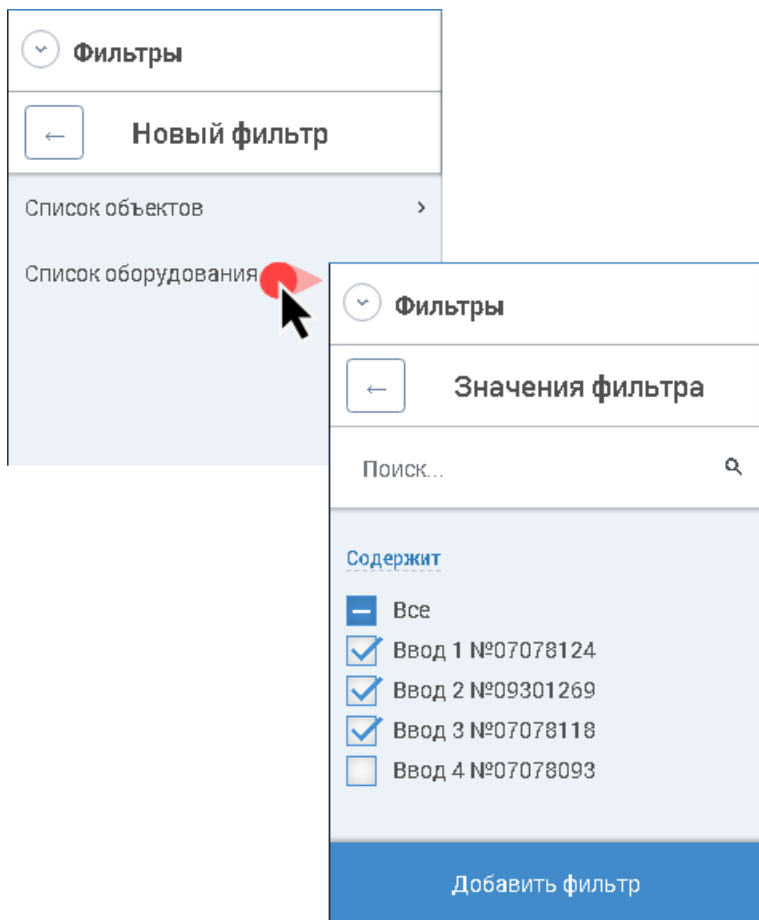 Фильтры
Новый фильтр
Список объектов
Список оборудования
Фильтры
Значения фильтра
Поиск...
Содержит
Все
Ввод 1 №07078124
Ввод 2 №09301269
Ввод 3 №07078118
Ввод 4 №07078093
Добавить фильтр